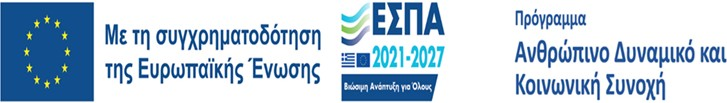 Με τη συγχρηματοδότηση
της Ευρωπαϊκής Ένωσης
ΕΣΠΑ
2021-2027
Βιώσιμη Ανάπτυξη για Όλους
Πρόγραμμα
Ανθρώπινο Δυναμικό και
Κοινωνική Συνοχή